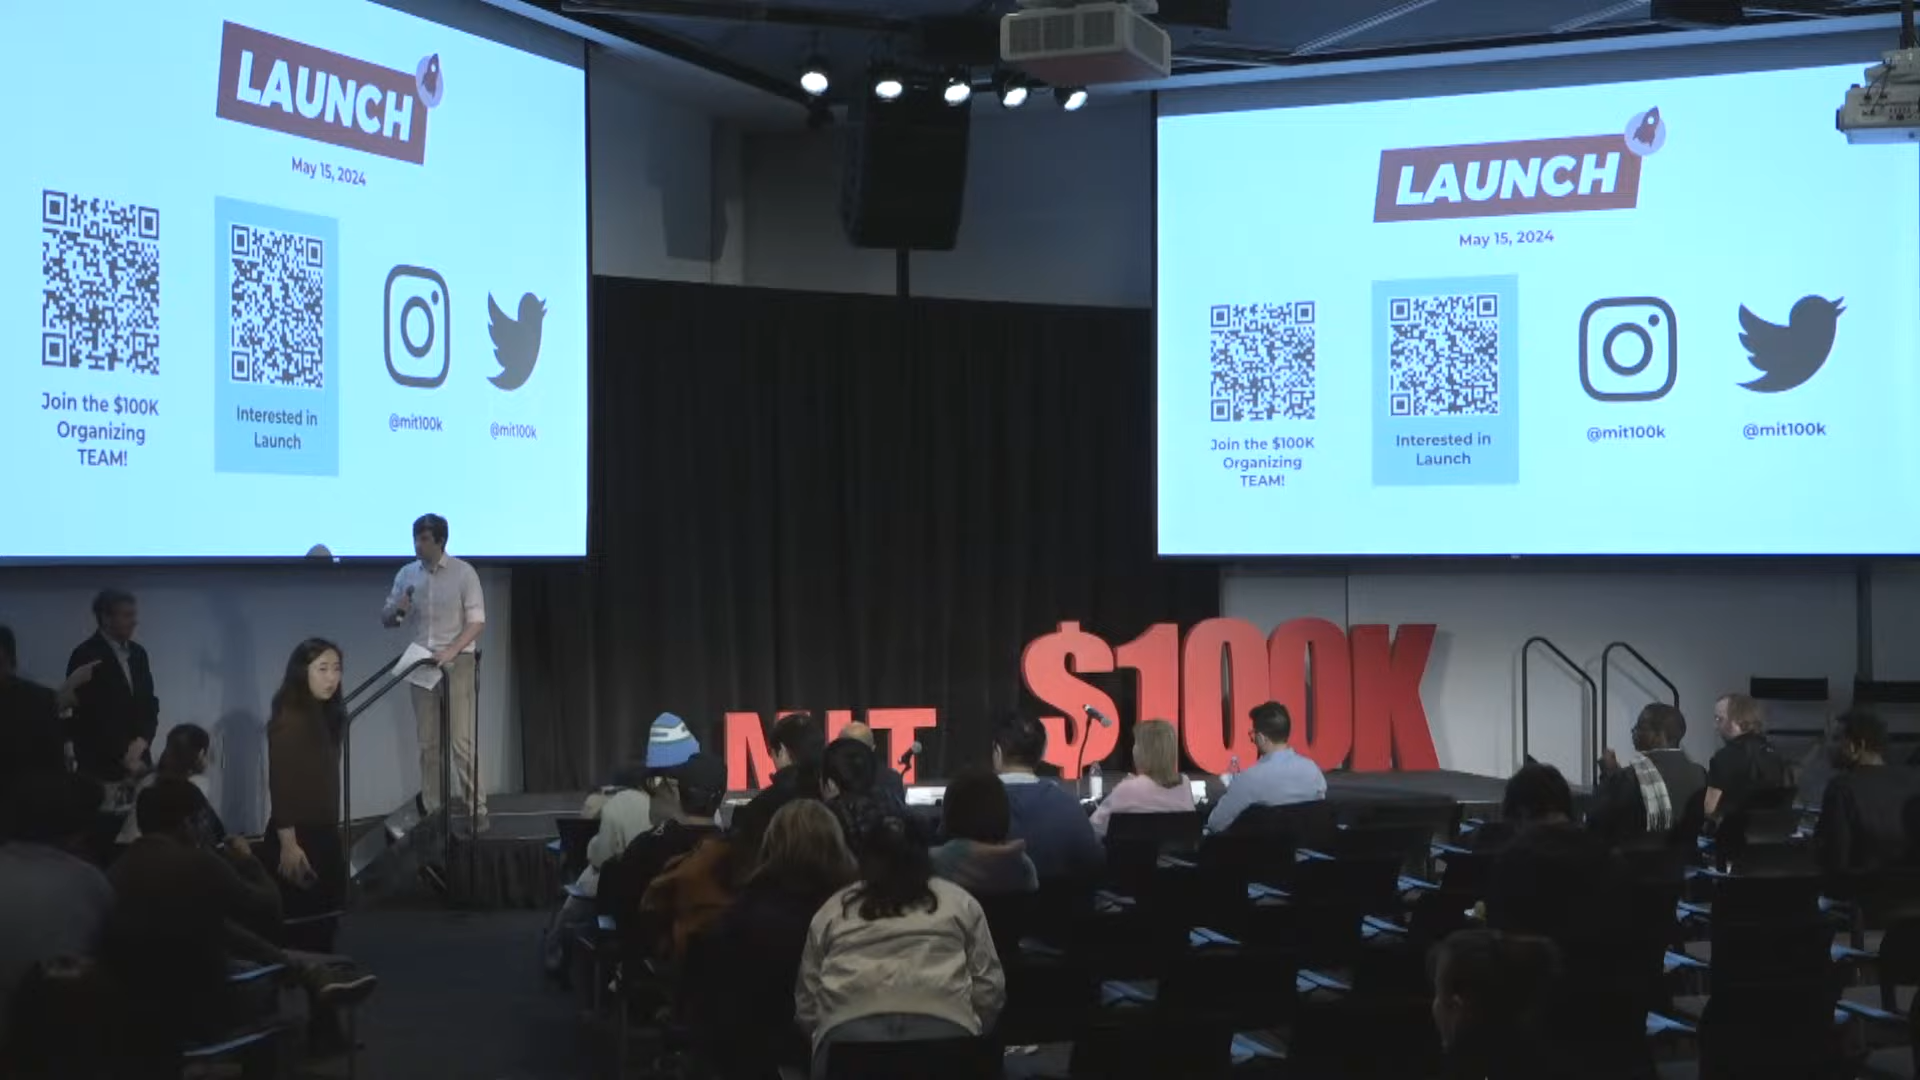 LAUNCH
May 15, 2024
Join the $100K
Organizing
TEAM!
Interested in
Launch
@mit100k
@mit100k
LAUNCH
May 15, 2024
Join the $100K
Organizing
TEAM!
Interested in
Launch
@mit100k
@mit100k
MIT
$100K